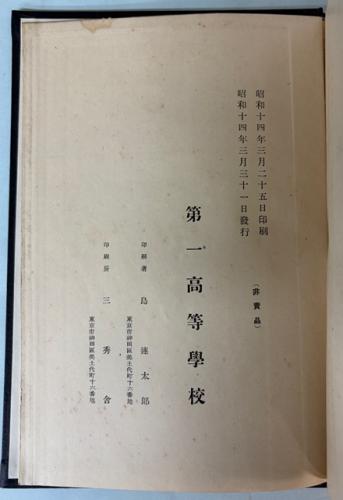 昭和十四年三月二十五日印刷
昭和十四年三月三十一日發行
(非賣品)
第一高等學校
印刷者 島連太郎
東京市神田區美土代町十六番地
印刷所 三秀舍
東京市神田區美土代町十六番地